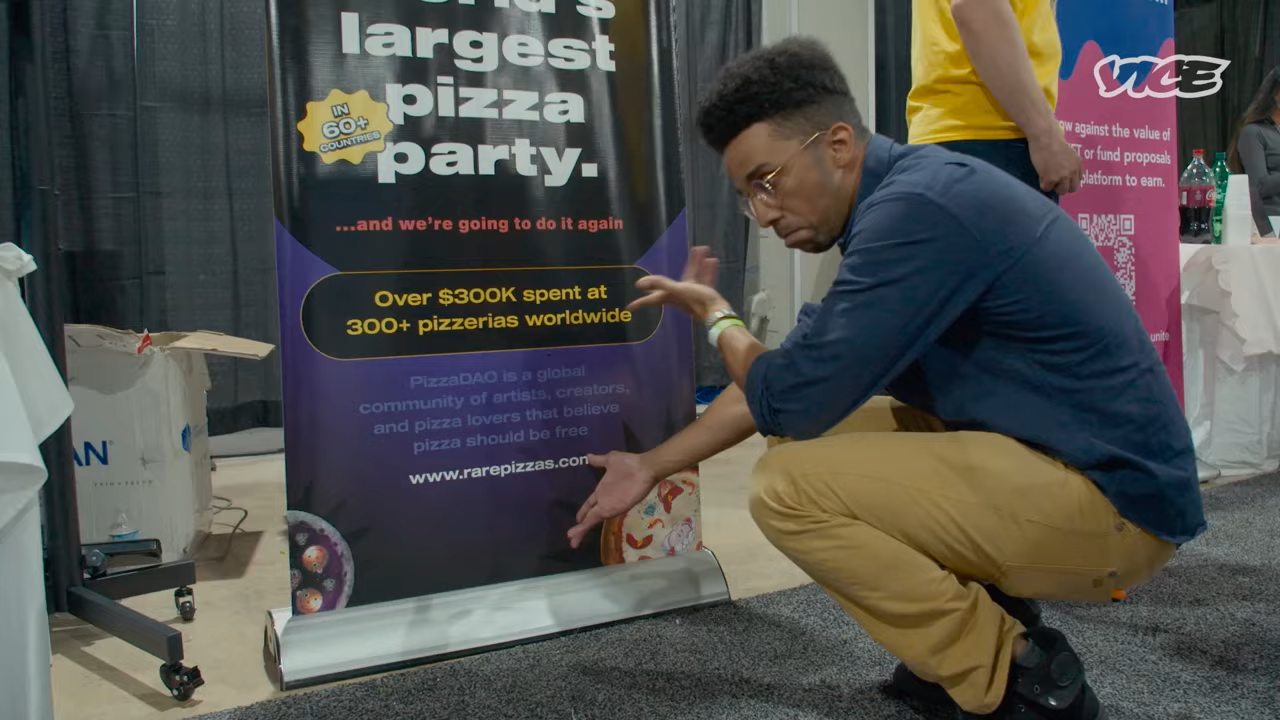 largest
pizza
party.
IN
60+
COUNTRIES
...and we're going to do it again
Over $300K spent at
300+ pizzerias worldwide
PizzaDAO is a global
community of artists, creators,
and pizza lovers that believe
pizza should be free
www.rarepizzas.com
VICE
against the value of
or fund proposals
platform to earn.
unite
AN